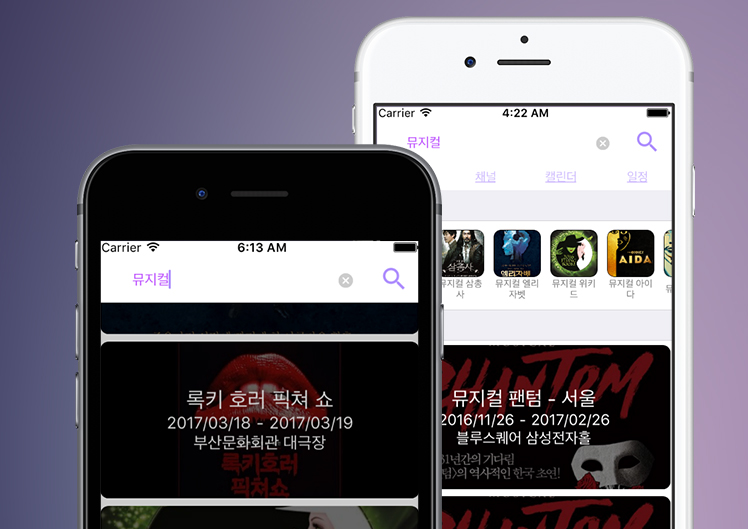 Carrier
4:22 AM
뮤지컬
채널
캘린더
일정
삼총사
엘리자벳
AIDA
뮤지컬 삼총
사
뮤지컬 엘리
자벳
뮤지컬 위키
드
뮤지컬 아이
다
PHANTOM
뮤지컬 팬텀 - 서울
2016/11/26 - 2017/02/26
블루스퀘어 삼성전자홀
년간의 기다림
의 역사적인 한국 초연!
Carrier
6:13 AM
뮤지컬
록키 호러 픽쳐 쇼
2017/03/18 - 2017/03/19
부산문화회관 대극장
록키호러
픽쳐쇼